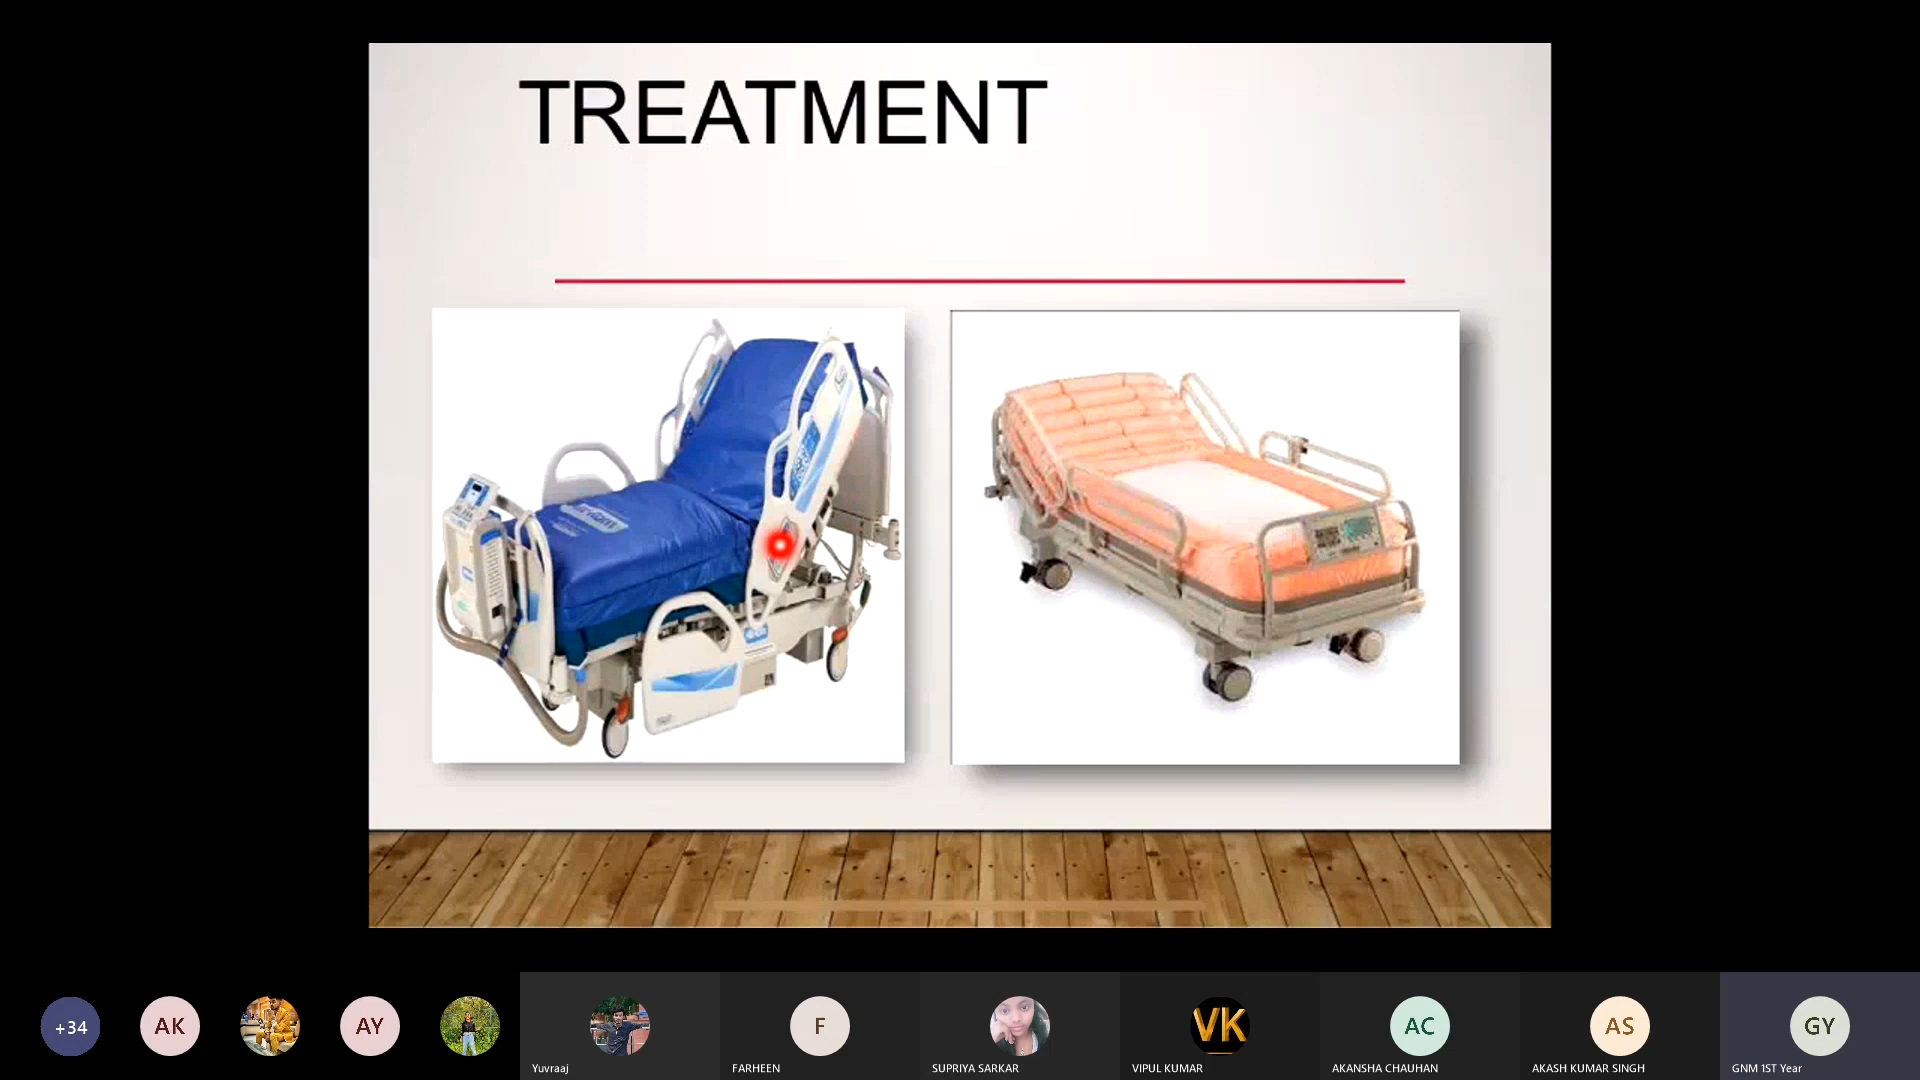 TREATMENT
+34
AK
AY
Yuvraaj
F
FARHEEN
SUPRIYA SARKAR
VK
VIPUL KUMAR
AC
AKANSHA CHAUHAN
AS
AKASH KUMAR SINGH
GY
GNM 1ST Year